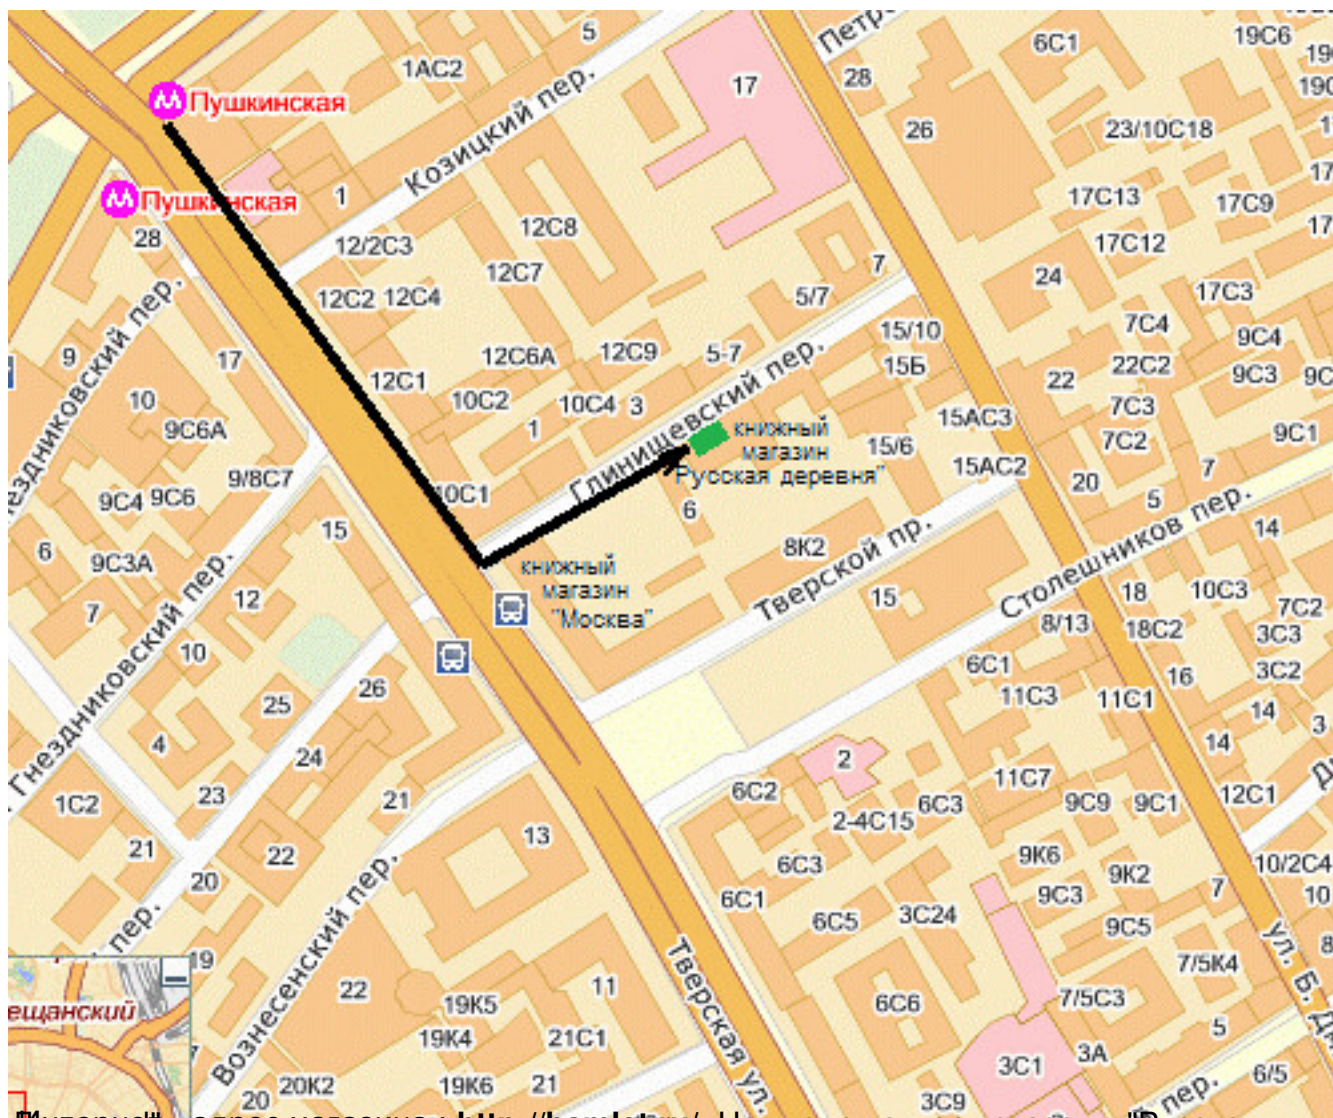 5
Петро
6С1
19С6
1АС2
28
17
Пушкинская
Козицкий пер.
26
23/10С18
Пушкинская
1
17С13
17С9
28
12/2С3
12С8
17С12
7
24
12С7
12С2
12С4
5/7
17С3
15/10
7С4
9С4
9
17
12С6А
12С9
5-7
15Б
22С2
9С3
12С1
22
10
10С2
10С4
3
7С3
15АС3
9С6А
1
книжный
магазин
"Русская деревня"
15/6
7С2
9С1
9/8С7
10С1
Глинищевский пер.
15АС2
7
20
9С4
9С6
5
6
15
14
6
9С3А
8К2
Тверской пр.
Столешников пер.
книжный
магазин
"Москва"
7
12
15
18
10С3
7С2
8/13
18С2
3С3
10
6С1
16
3С2
25
26
11С3
11С1
14
3
4
24
2
14
Гнездниковский пер.
1С2
23
21
6С2
11С7
12С1
2-4С15
6С3
9С9
9С1
21
22
13
6С3
9К6
10/2С4
20
9К2
6С1
9С3
7
10
пер.
6С5
3С24
9С5
19
Вознесенский пер.
22
11
Тверская ул.
7/5К4
ещанский
19К5
6С6
7/5С3
5
19К4
21С1
3С1
3А
20К2
19К6
21
6/5
20
3С9
пер.